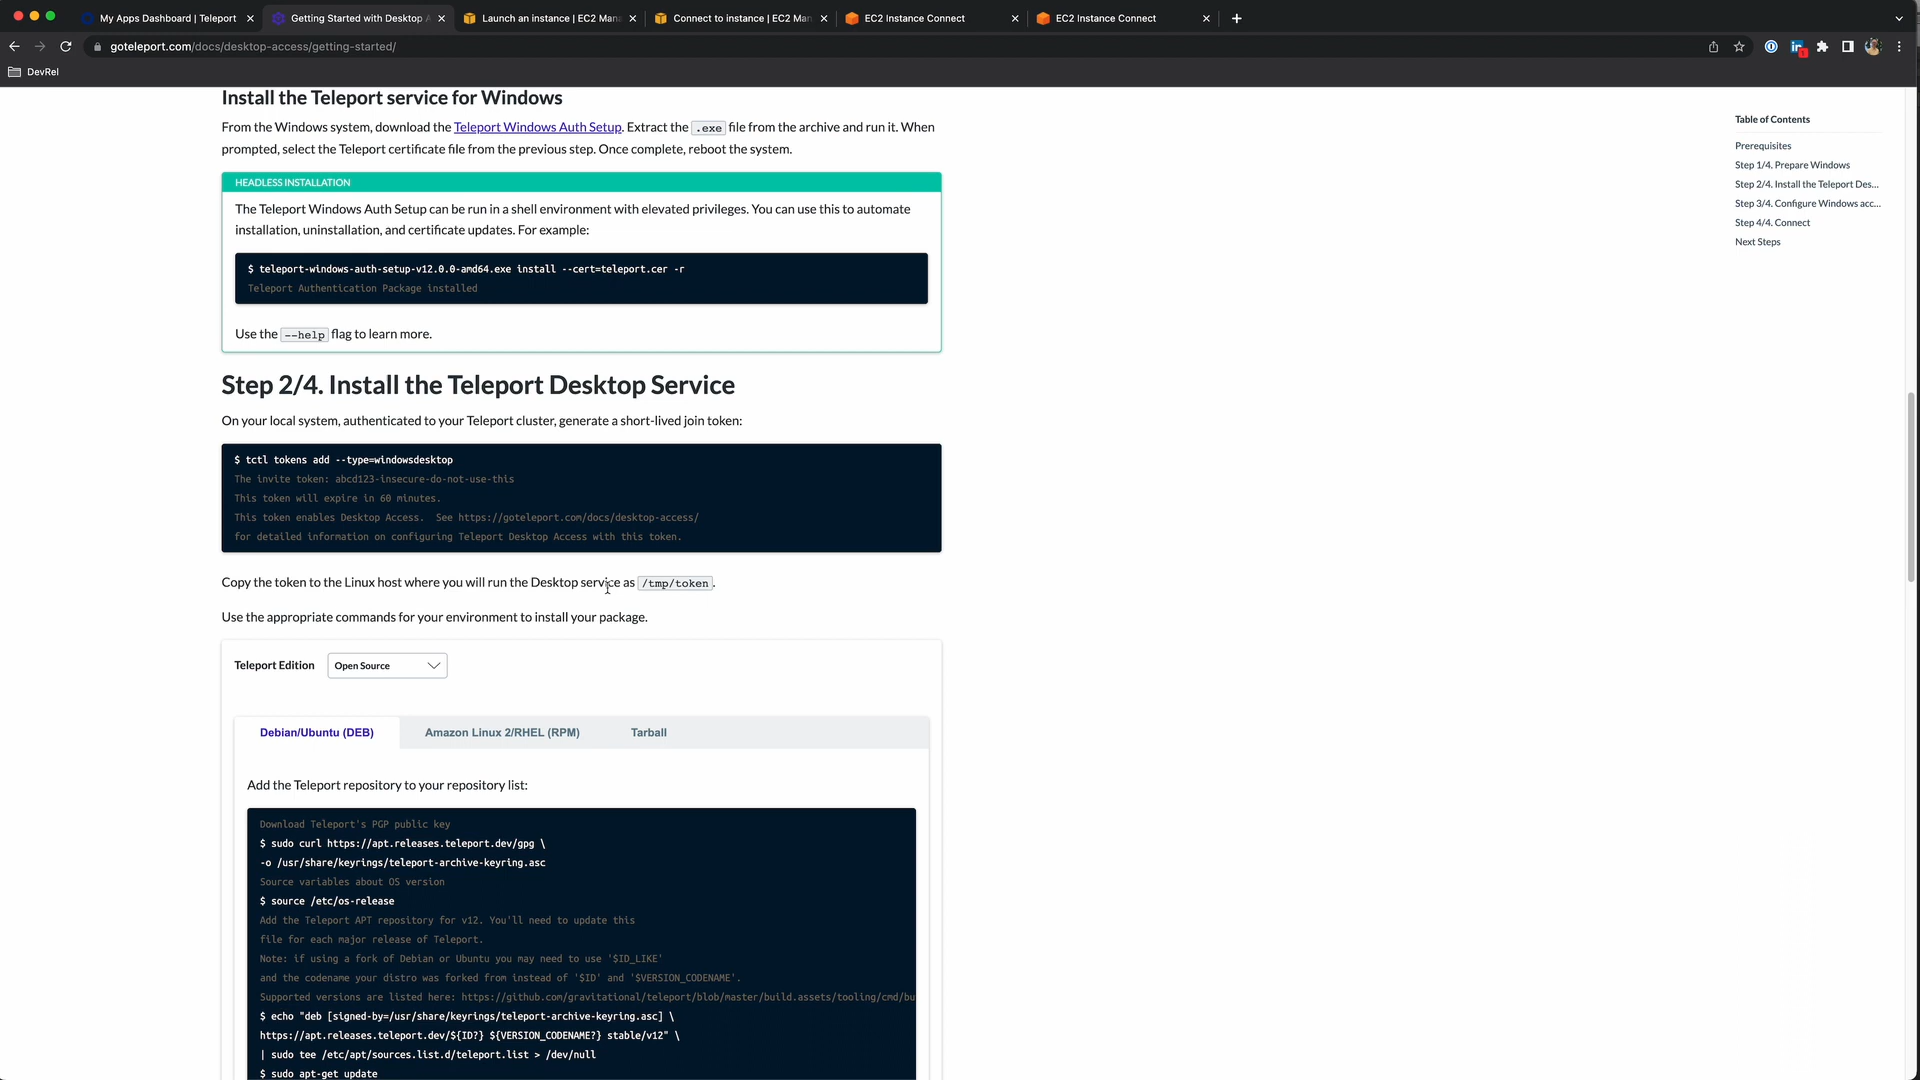 My Apps Dashboard | Teleport
Getting Started with Desktop A
Launch an instance | EC2 Man
Connect to instance | EC2 Man
EC2 Instance Connect
EC2 Instance Connect
goteleport.com/docs/desktop-access/getting-started/
DevRel
Install the Teleport service for Windows
From the Windows system, download the Teleport Windows Auth Setup. Extract the .exe file from the archive and run it. When
prompted, select the Teleport certificate file from the previous step. Once complete, reboot the system.
HEADLESS INSTALLATION
The Teleport Windows Auth Setup can be run in a shell environment with elevated privileges. You can use this to automate
installation, uninstallation, and certificate updates. For example:
$ teleport-windows-auth-setup-v12.0.0-amd64.exe install --cert=teleport.cer -r
Teleport Authentication Package installed
Use the --help flag to learn more.
Step 2/4. Install the Teleport Desktop Service
On your local system, authenticated to your Teleport cluster, generate a short-lived join token:
$ tctl tokens add --type=windowsdesktop
The invite token: abcd123-insecure-do-not-use-this
This token will expire in 60 minutes.
This token enables Desktop Access.  See https://goteleport.com/docs/desktop-access/
for detailed information on configuring Teleport Desktop Access with this token.
Copy the token to the Linux host where you will run the Desktop service as /tmp/token.
Use the appropriate commands for your environment to install your package.
Teleport Edition Open Source
Debian/Ubuntu (DEB) Amazon Linux 2/RHEL (RPM) Tarball
Add the Teleport repository to your repository list:
Download Teleport's PGP public key
$ sudo curl https://apt.releases.teleport.dev/gpg \
-o /usr/share/keyrings/teleport-archive-keyring.asc
Source variables about OS version
$ source /etc/os-release
Add the Teleport APT repository for v12. You'll need to update this
file for each major release of Teleport.
Note: if using a fork of Debian or Ubuntu you may need to use '$ID_LIKE'
and the codename your distro was forked from instead of '$ID' and '$VERSION_CODENAME'.
Supported versions are listed here: https://github.com/gravitational/teleport/blob/master/build.assets/tooling/cmd/bu
$ echo "deb [signed-by=/usr/share/keyrings/teleport-archive-keyring.asc] \
https://apt.releases.teleport.dev/${ID?} ${VERSION_CODENAME?} stable/v12" \
| sudo tee /etc/apt/sources.list.d/teleport.list > /dev/null
$ sudo apt-get update
Table of Contents
Prerequisites
Step 1/4. Prepare Windows
Step 2/4. Install the Teleport Des...
Step 3/4. Configure Windows acc...
Step 4/4. Connect
Next Steps